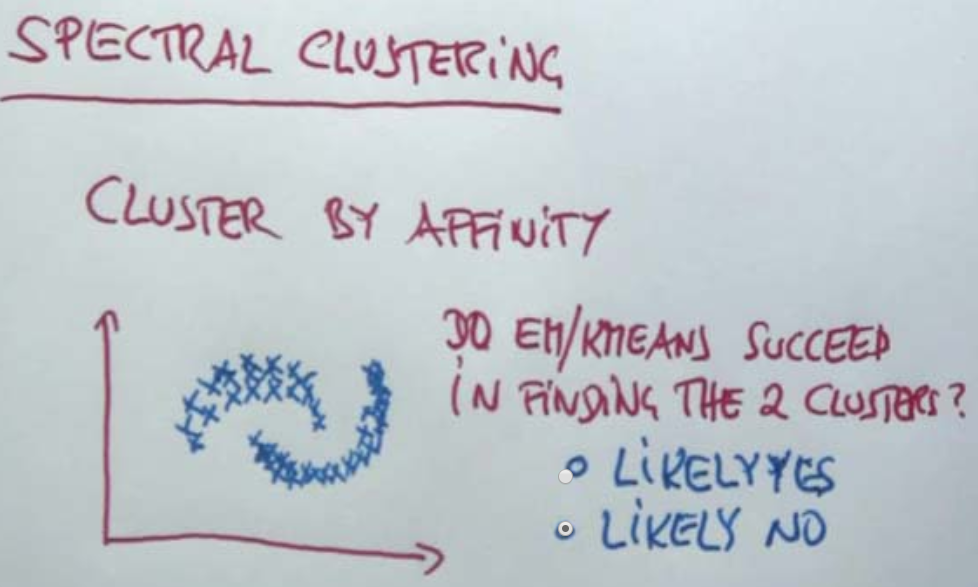 SPECTRAL CLUSTERING
CLUSTER BY AFFINITY
DO EM/KMEANS SUCCEED
IN FINDING THE 2 CLUSTERS?
LIKELY YES
LIKELY NO